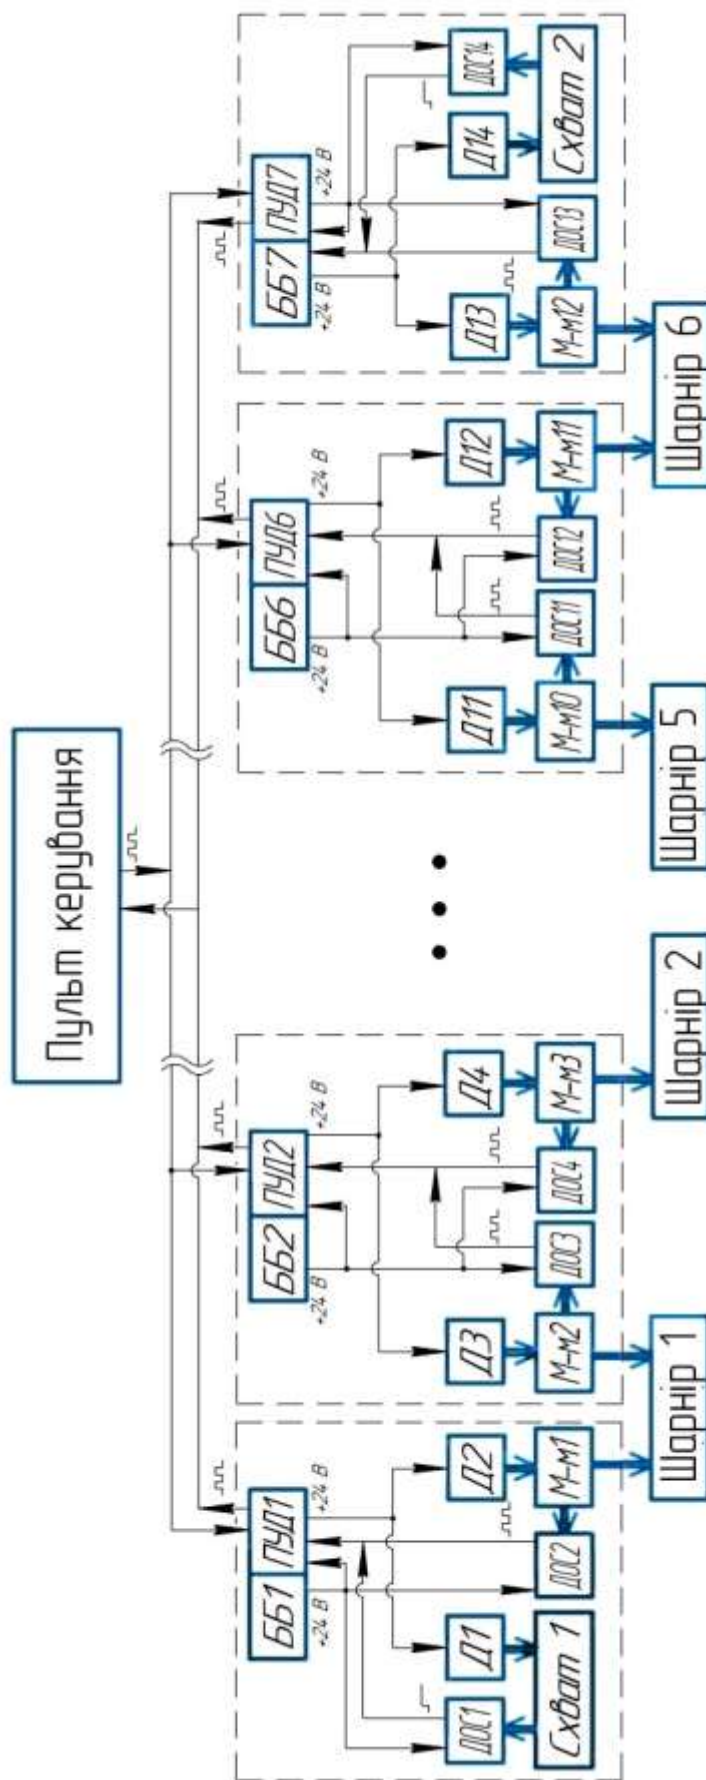 Пульт керування
ББ1
ПУД1
+24 В
+24 В
ДОС1
Д1
Д2
Схват 1
ДОС2
М-м1
ББ2
ПУД2
+24 В
+24 В
Д3
Д4
М-м2
ДОС3
ДОС4
М-м3
ББ6
ПУД6
+24 В
+24 В
Д11
Д12
М-м10
ДОС11
ДОС12
М-м11
ББ7
ПУД7
+24 В
+24 В
Д13
Д14
ДОС14
М-м12
ДОС13
Схват 2
Шарнір 1
Шарнір 2
Шарнір 5
Шарнір 6